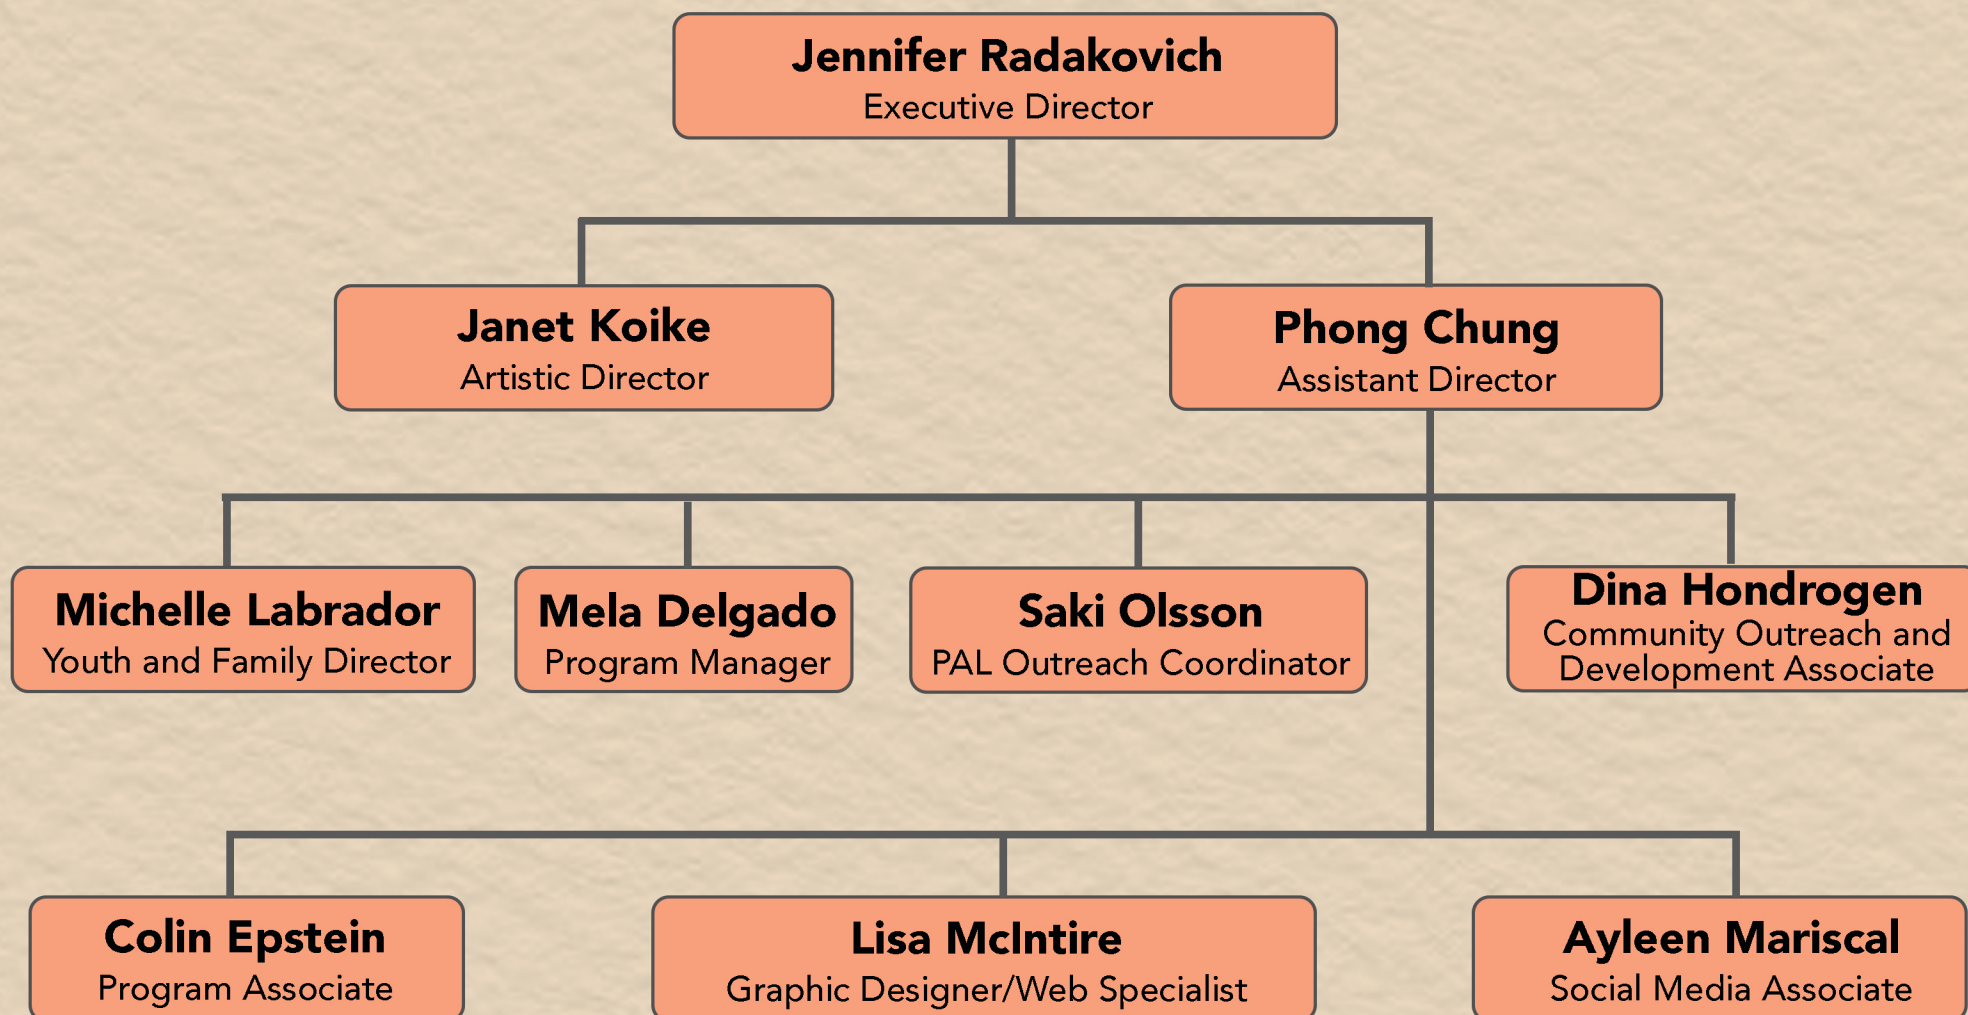 Jennifer Radakovich
Executive Director
Janet Koike
Artistic Director
Phong Chung
Assistant Director
Michelle Labrador
Youth and Family Director
Mela Delgado
Program Manager
Saki Olsson
PAL Outreach Coordinator
Dina Hondrogen
Community Outreach and
Development Associate
Colin Epstein
Program Associate
Lisa McIntire
Graphic Designer/Web Specialist
Ayleen Mariscal
Social Media Associate